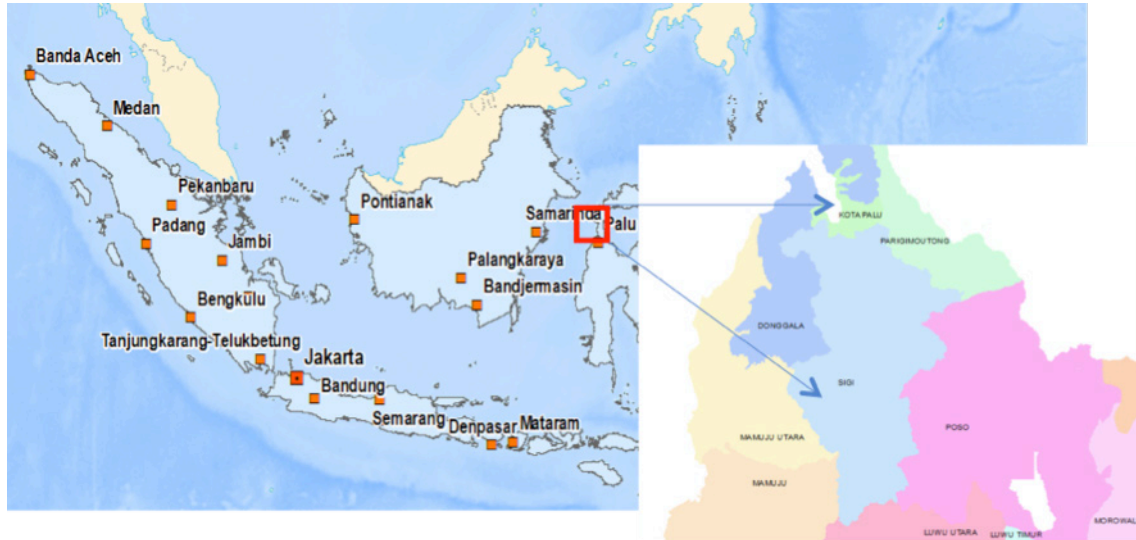 Banda Aceh
Medan
Pekanbaru
Padang
Jambi
Bengkulu
Tanjungkarang-Telukbetung
Jakarta
Bandung
Semarang
Denpasar
Mataram
Pontianak
Samarinda
Palu
Palangkaraya
Bandjermasin
KOTA PALU
PARIGIMOUTONG
DONGGALA
SIGI
POSO
MAMUJU UTARA
MAMUJU
LUWU UTARA
LUWU TIMUR
MOROWAL